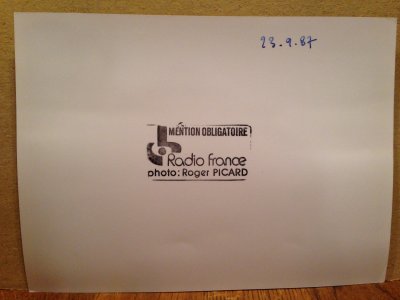 23.9.87
MENTION OBLIGATOIRE
Radio France
photo: Roger PICARD